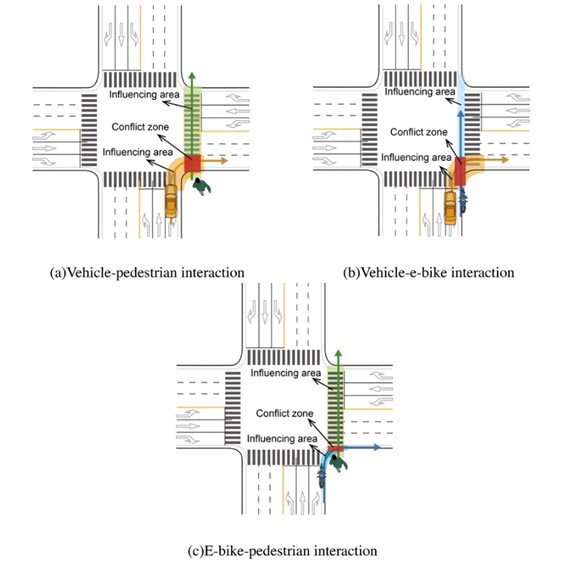 Influencing area
Conflict zone
Influencing area
Influencing area
Conflict zone
Influencing area
(a)Vehicle-pedestrian interaction
(b)Vehicle-e-bike interaction
Influencing area
Conflict zone
Influencing area
(c)E-bike-pedestrian interaction